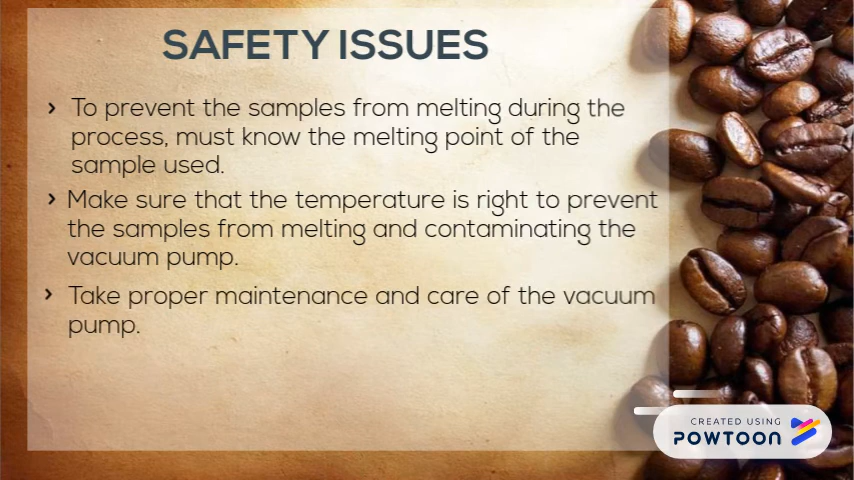 SAFETY ISSUES
› To prevent the samples from melting during the
process, must know the melting point of the
sample used.
› Make sure that the temperature is right to prevent
the samples from melting and contaminating the
vacuum pump.
› Take proper maintenance and care of the vacuum
pump.
CREATED USING
POWTOON